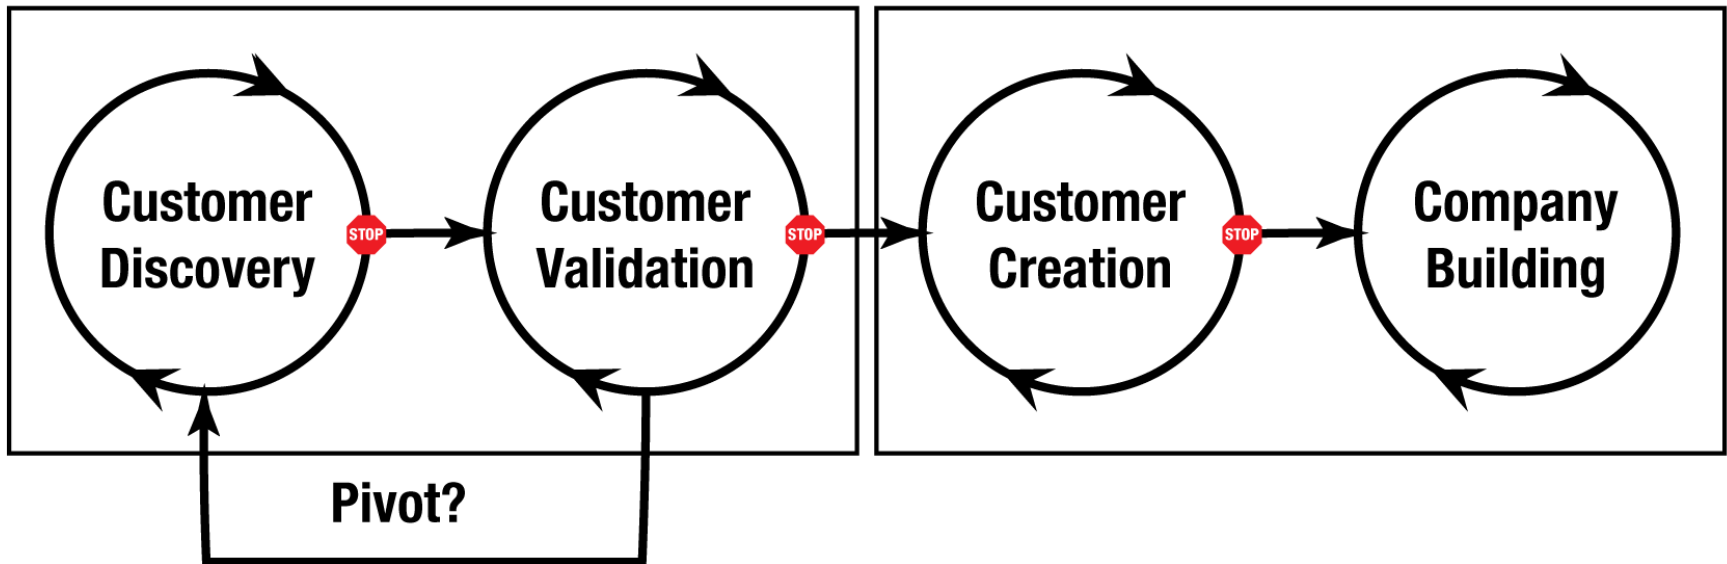 Customer
Discovery
STOP
Customer
Validation
STOP
Customer
Creation
STOP
Company
Building
Pivot?